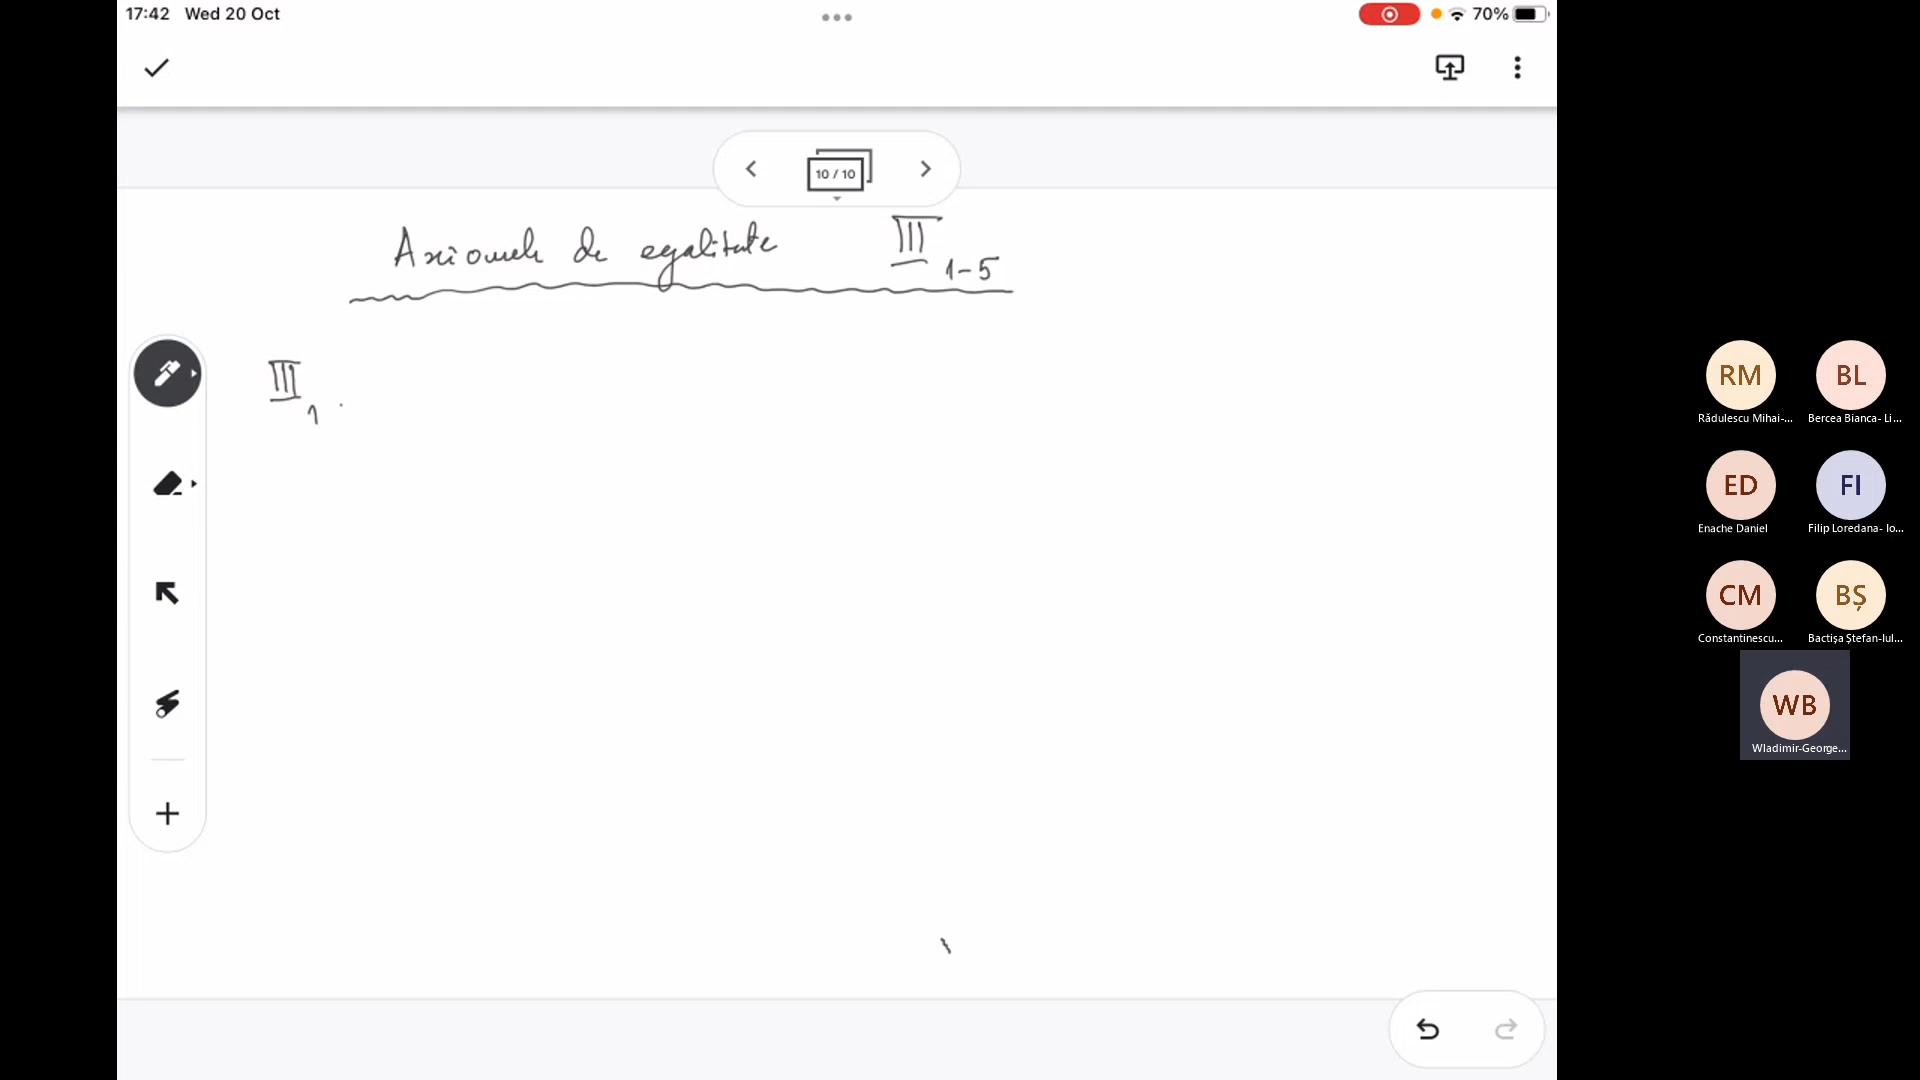 17:42 Wed 20 Oct
70%
10 / 10
Axiomele de egalitate III 1-5
III 1.
RM BL
Rădulescu Mihai-... Bercea Bianca- Li...
ED FI
Enache Daniel Filip Loredana- Io...
CM BȘ
Constantinescu... Bactișa Ștefan-Iul...
WB
Wladimir-George...